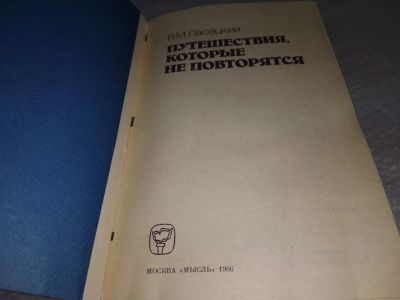 В.М.Пасецкий
ПУТЕШЕСТВИЯ,
КОТОРЫЕ
НЕ ПОВТОРЯТСЯ
МОСКВА «МЫСЛЬ» 1986